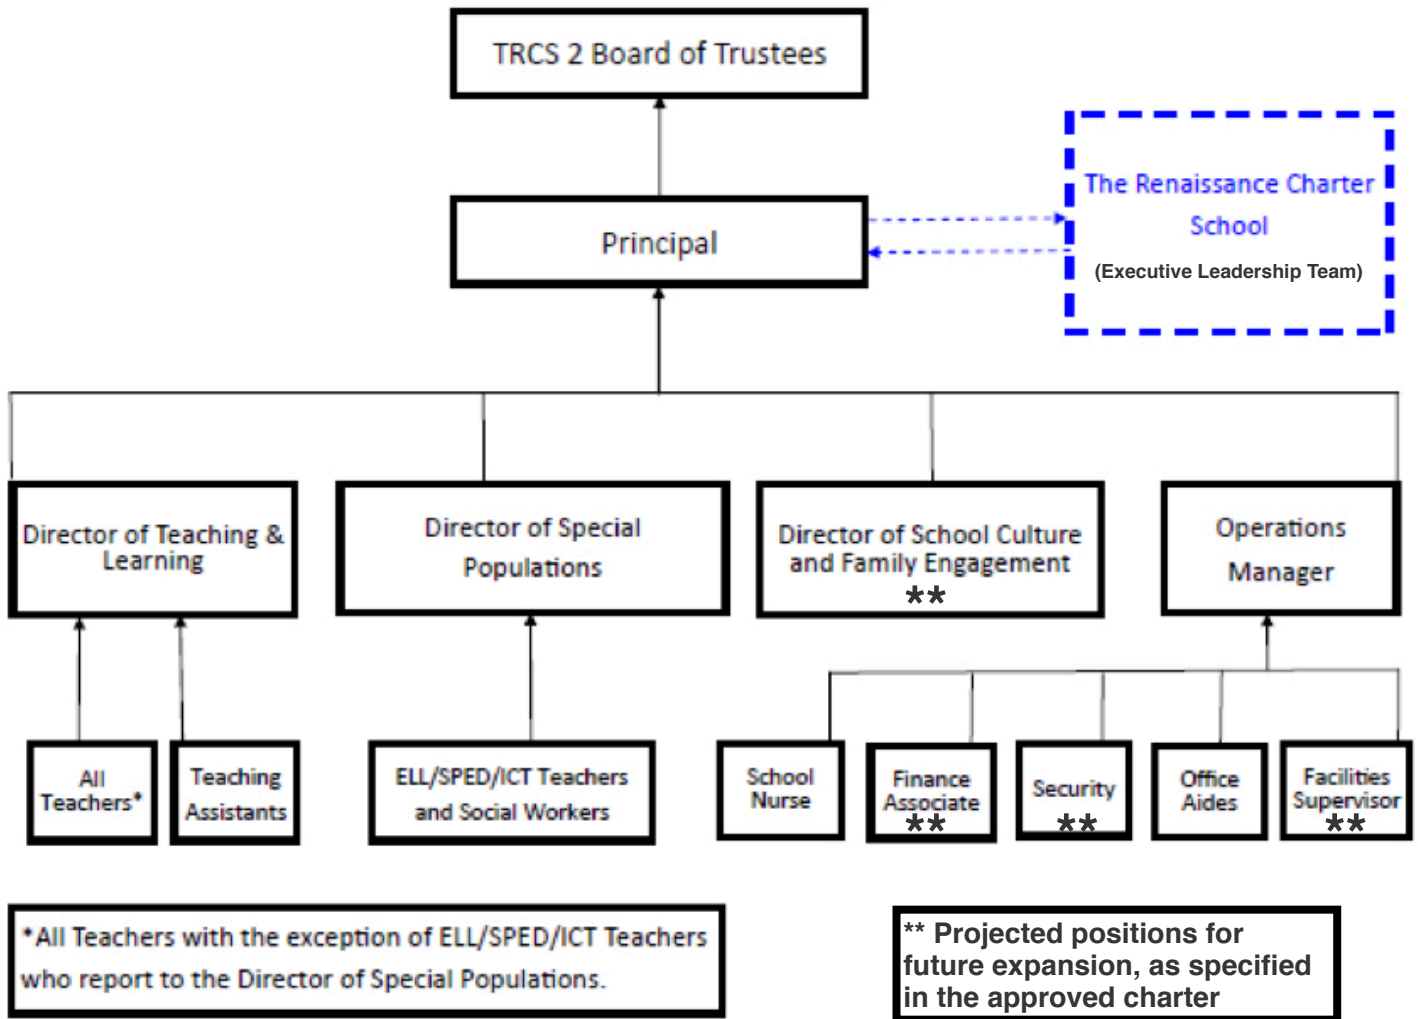 TRCS 2 Board of Trustees
The Renaissance Charter
School
(Executive Leadership Team)
Principal
Director of Teaching &
Learning
Director of Special
Populations
Director of School Culture
and Family Engagement
**
Operations
Manager
All
Teachers*
Teaching
Assistants
ELL/SPED/ICT Teachers
and Social Workers
School
Nurse
Finance
Associate
**
Security
**
Office
Aides
Facilities
Supervisor
**
*All Teachers with the exception of ELL/SPED/ICT Teachers
who report to the Director of Special Populations.
** Projected positions for
future expansion, as specified
in the approved charter